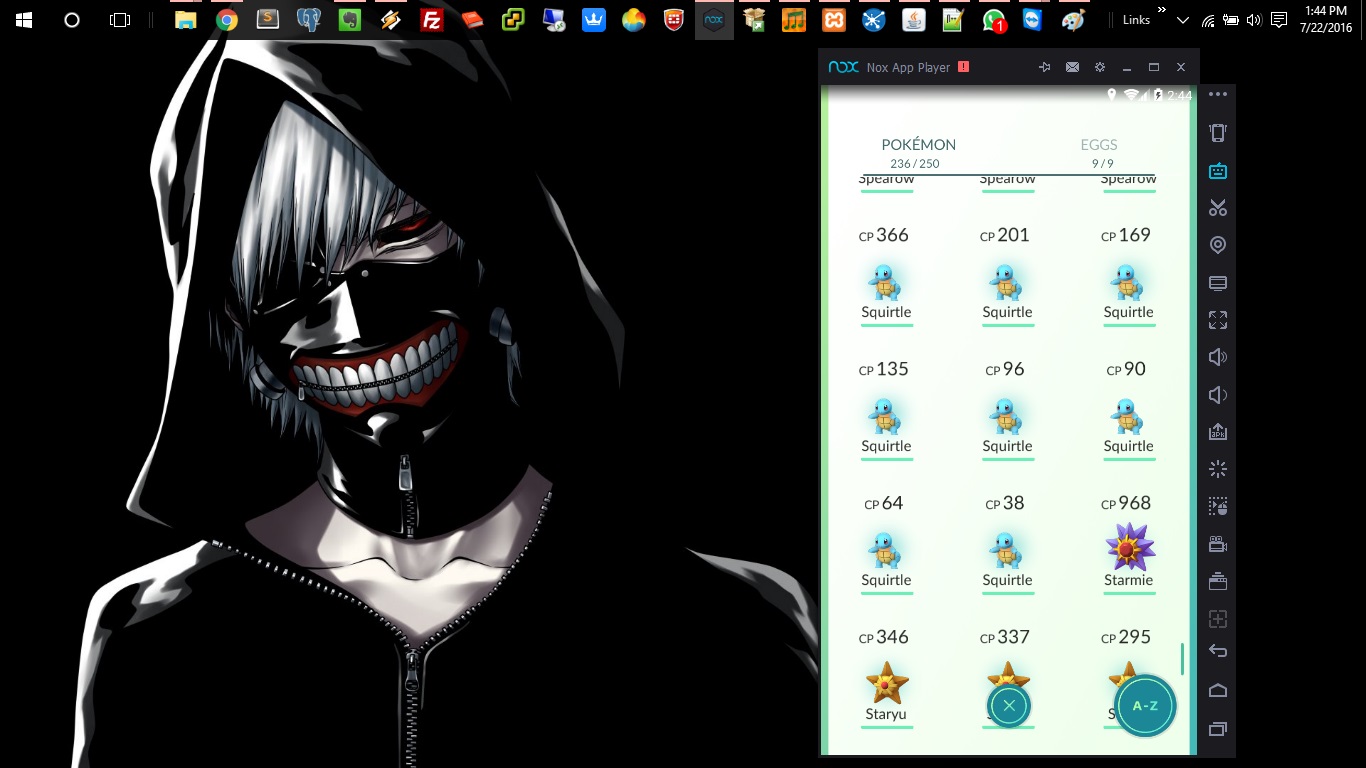 Links
1:44 PM
7/22/2016
nox Nox App Player
2:44
POKÉMON EGGS
236 / 250 9 / 9
Spearow Spearow Spearow
CP 366 CP 201 CP 169
Squirtle Squirtle Squirtle
CP 135 CP 96 CP 90
Squirtle Squirtle Squirtle
CP 64 CP 38 CP 968
Squirtle Squirtle Starmie
CP 346 CP 337 CP 295
A-Z
Staryu